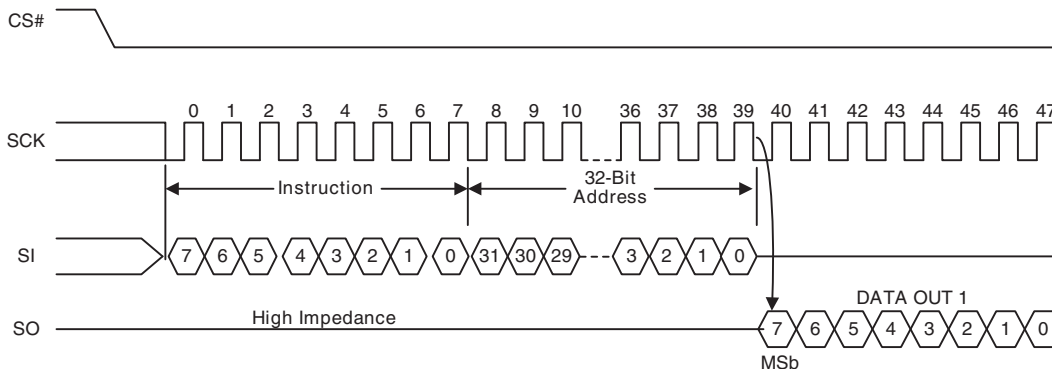 CS#
0 1 2 3 4 5 6 7 8 9 10 36 37 38 39 40 41 42 43 44 45 46 47
SCK
Instruction
32-Bit
Address
SI
7 6 5 4 3 2 1 0 31 30 29 3 2 1 0
DATA OUT 1
High Impedance
SO
7 6 5 4 3 2 1 0
MSb